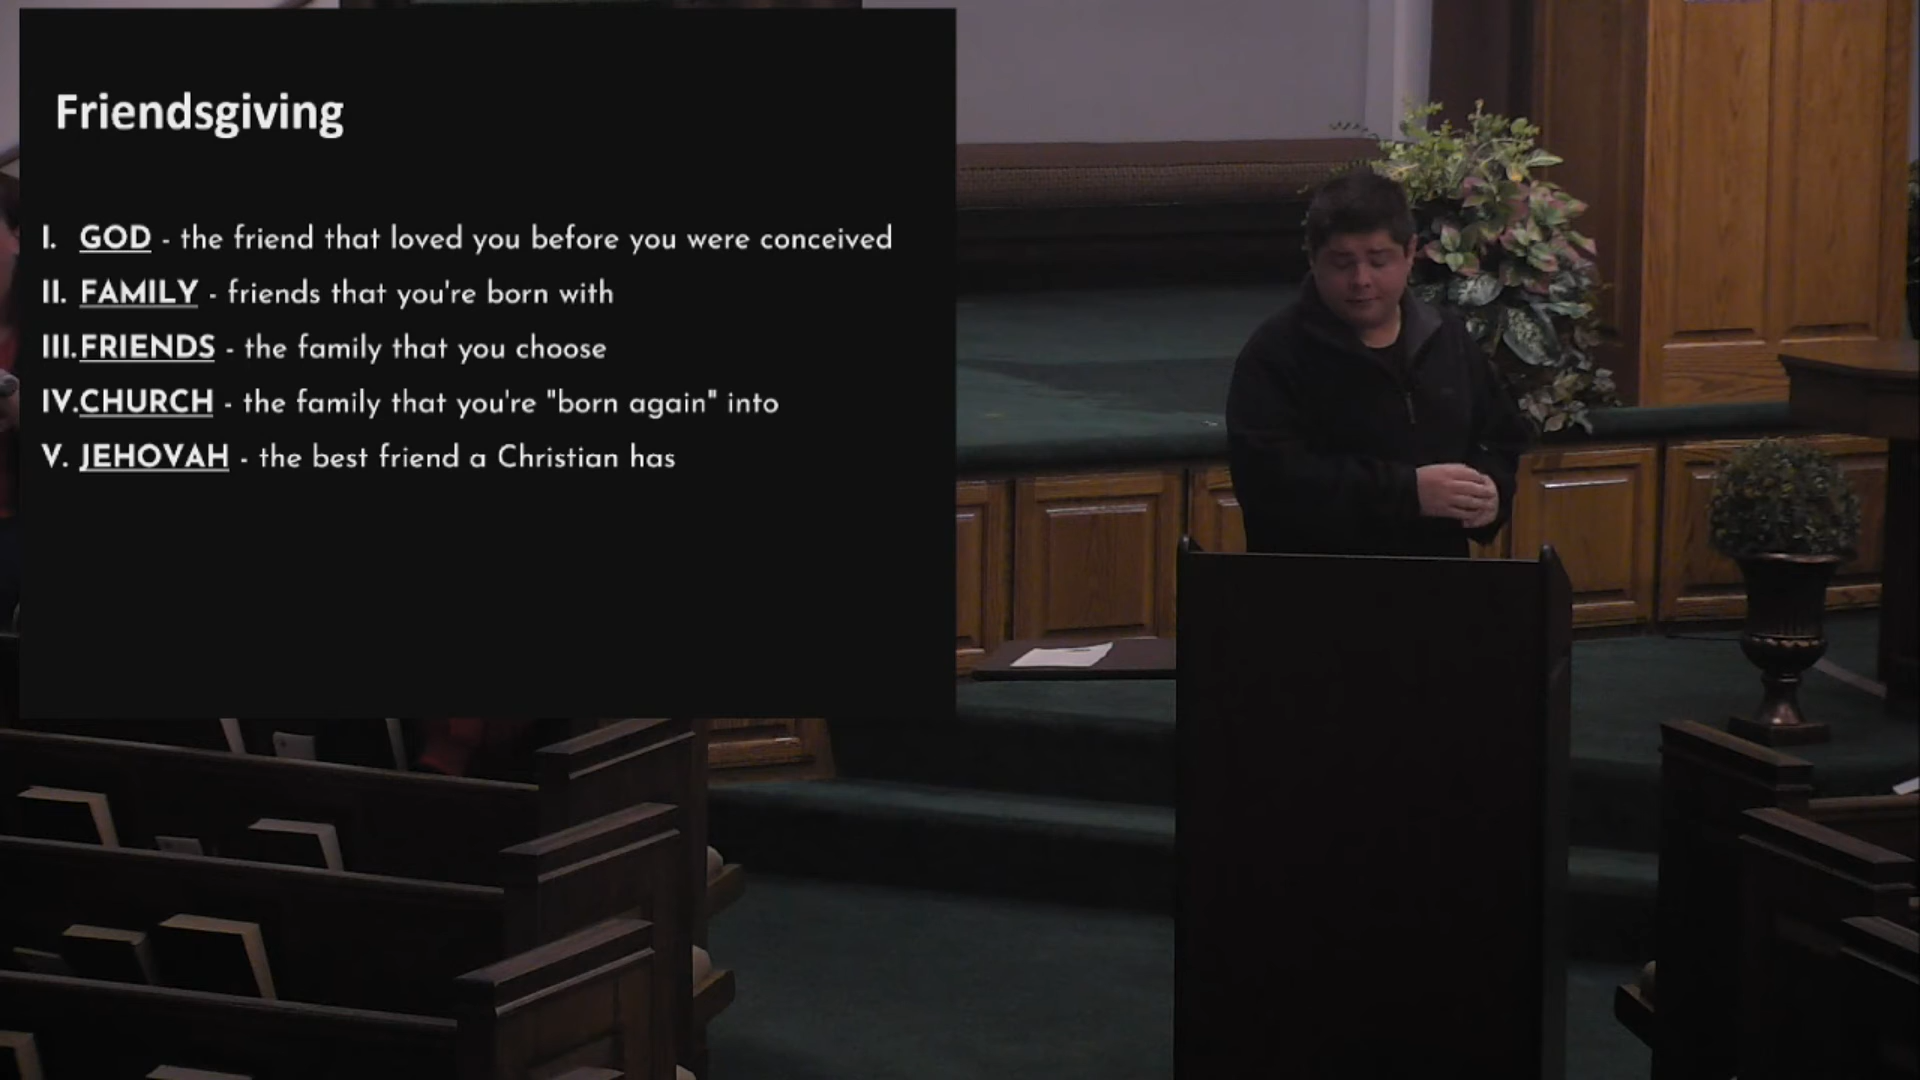 Friendsgiving
I. GOD - the friend that loved you before you were conceived
II. FAMILY - friends that you're born with
III. FRIENDS - the family that you choose
IV. CHURCH - the family that you're "born again" into
V. JEHOVAH - the best friend a Christian has